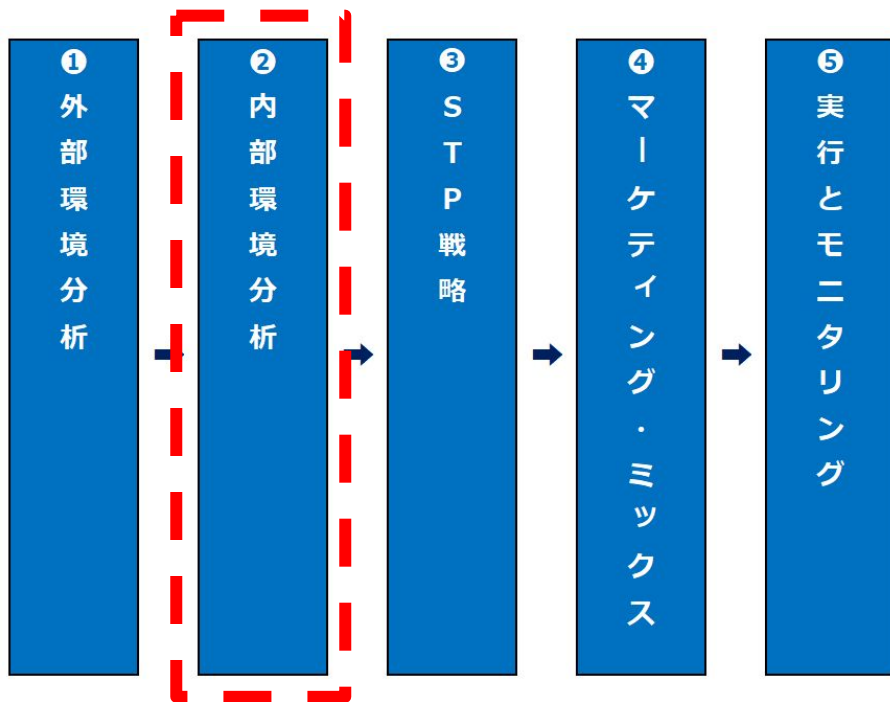 ❶外部環境分析
❷内部環境分析
❸STP戦略
❹マーケティング・ミックス
❺実行とモニタリング